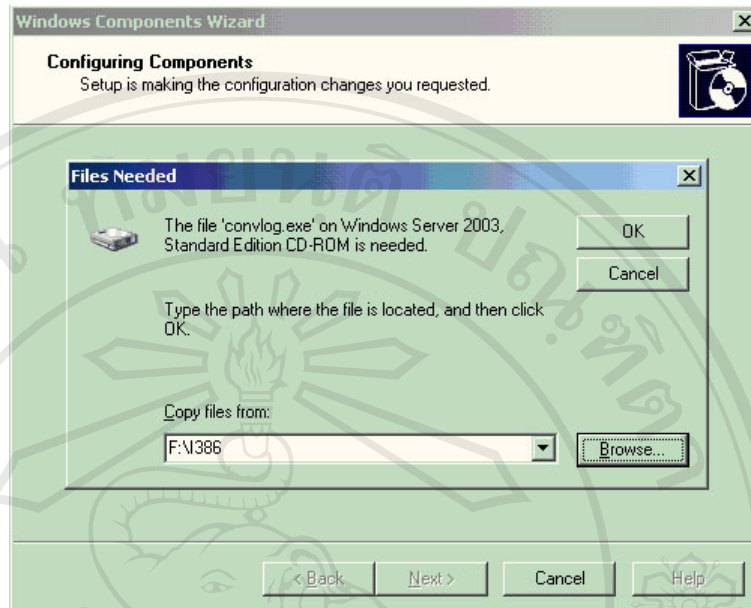 Windows Components Wizard
Configuring Components
Setup is making the configuration changes you requested.
Files Needed
The file 'convlog.exe' on Windows Server 2003,
Standard Edition CD-ROM is needed.
OK
Cancel
Type the path where the file is located, and then click
OK.
Copy files from:
F:\I386
Browse...
< Back
Next >
Cancel
Help